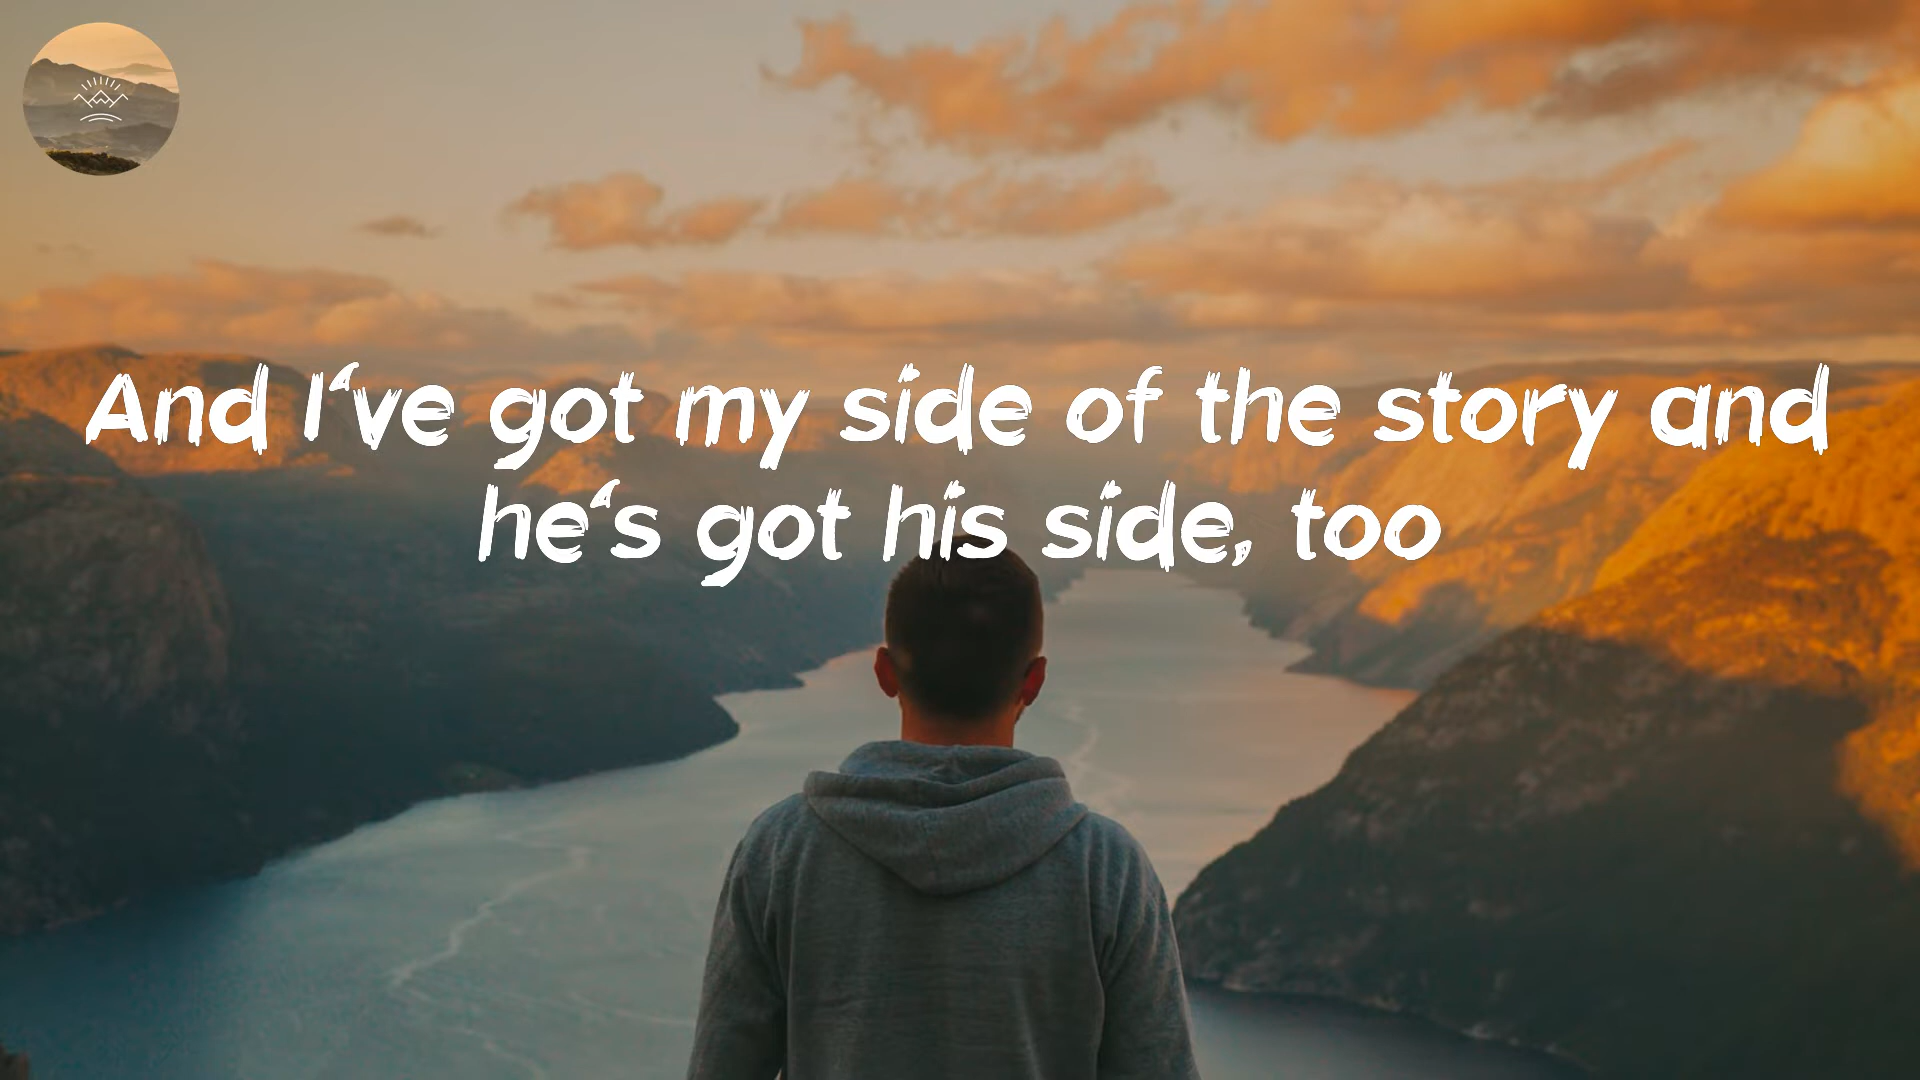 And I've got my side of the story and
he's got his side, too